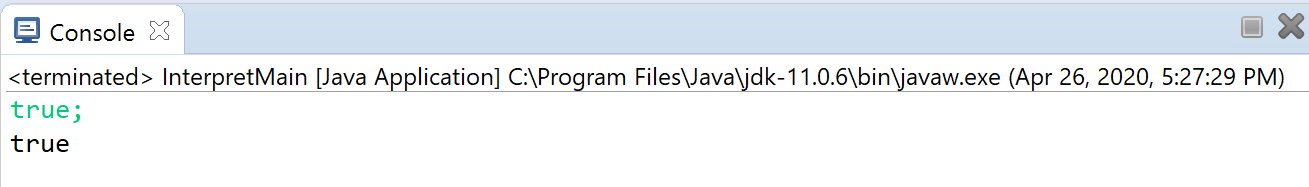 Console
<terminated> InterpretMain [Java Application] C:\Program Files\Java\jdk-11.0.6\bin\javaw.exe (Apr 26, 2020, 5:27:29 PM)
true;
true